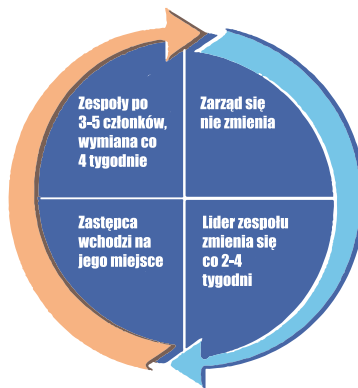 Zespoły po
3-5 członków,
wymiana co
4 tygodnie
Zarząd się
nie zmienia
Zastępca
wchodzi na
jego miejsce
Lider zespołu
zmienia się
co 2-4
tygodni